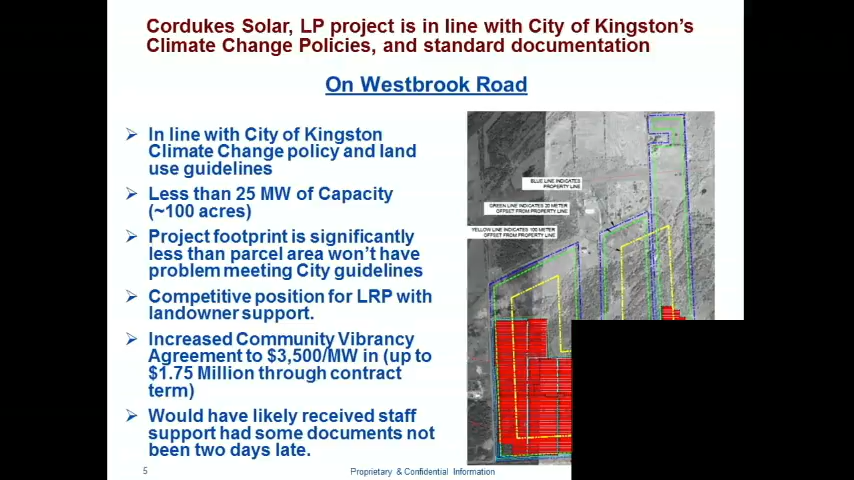 Cordukes Solar, LP project is in line with City of Kingston's
Climate Change Policies, and standard documentation
On Westbrook Road
In line with City of Kingston
Climate Change policy and land
use guidelines
Less than 25 MW of Capacity
(~100 acres)
Project footprint is significantly
less than parcel area won't have
problem meeting City guidelines
Competitive position for LRP with
landowner support.
Increased Community Vibrancy
Agreement to $3,500/MW in (up to
$1.75 Million through contract
term)
Would have likely received staff
support had some documents not
been two days late.
BLUE LINE INDICATES
PROPERTY LINE
GREEN LINE INDICATES 20 METER
OFFSET FROM PROPERTY LINE
YELLOW LINE INDICATES 100 METER
OFFSET FROM PROPERTY LINE
5
Proprietary & Confidential Information